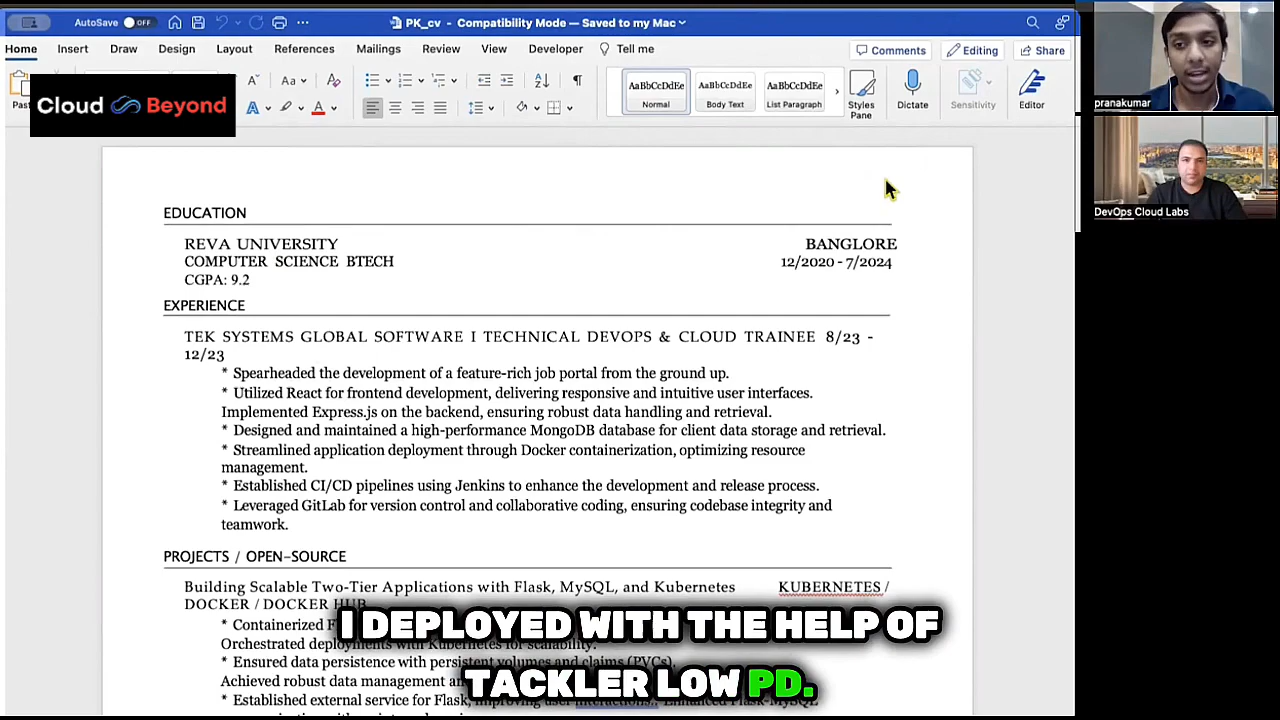 AutoSave OFF
PK_cv - Compatibility Mode — Saved to my Mac
Home Insert Draw Design Layout References Mailings Review View Developer Tell me
Comments Editing Share
Aa
AaBbCcDdEe AaBbCcDdEe AaBbCcDdEe
Normal Body Text List Paragraph
Styles Pane
Dictate
Sensitivity
Editor
Cloud Beyond
pranakumar
DevOps Cloud Labs
EDUCATION
REVA UNIVERSITY BANGLORE
COMPUTER SCIENCE BTECH 12/2020 - 7/2024
CGPA: 9.2
EXPERIENCE
TEK SYSTEMS GLOBAL SOFTWARE I TECHNICAL DEVOPS & CLOUD TRAINEE 8/23 -
12/23
* Spearheaded the development of a feature-rich job portal from the ground up.
* Utilized React for frontend development, delivering responsive and intuitive user interfaces.
Implemented Express.js on the backend, ensuring robust data handling and retrieval.
* Designed and maintained a high-performance MongoDB database for client data storage and retrieval.
* Streamlined application deployment through Docker containerization, optimizing resource
management.
* Established CI/CD pipelines using Jenkins to enhance the development and release process.
* Leveraged GitLab for version control and collaborative coding, ensuring codebase integrity and
teamwork.
PROJECTS / OPEN-SOURCE
Building Scalable Two-Tier Applications with Flask, MySQL, and Kubernetes KUBERNETES /
DOCKER / DOCKER HUB
* Containerized
Orchestrated deployments with Kubernetes for scalability.
* Ensured data persistence with persistent volumes and claims (PVCs),
Achieved robust data management
* Established external service for Flask, improving user interactions.. Enhanced Flask-MySQL
I DEPLOYED WITH THE HELP OF
TACKLER LOW PD.